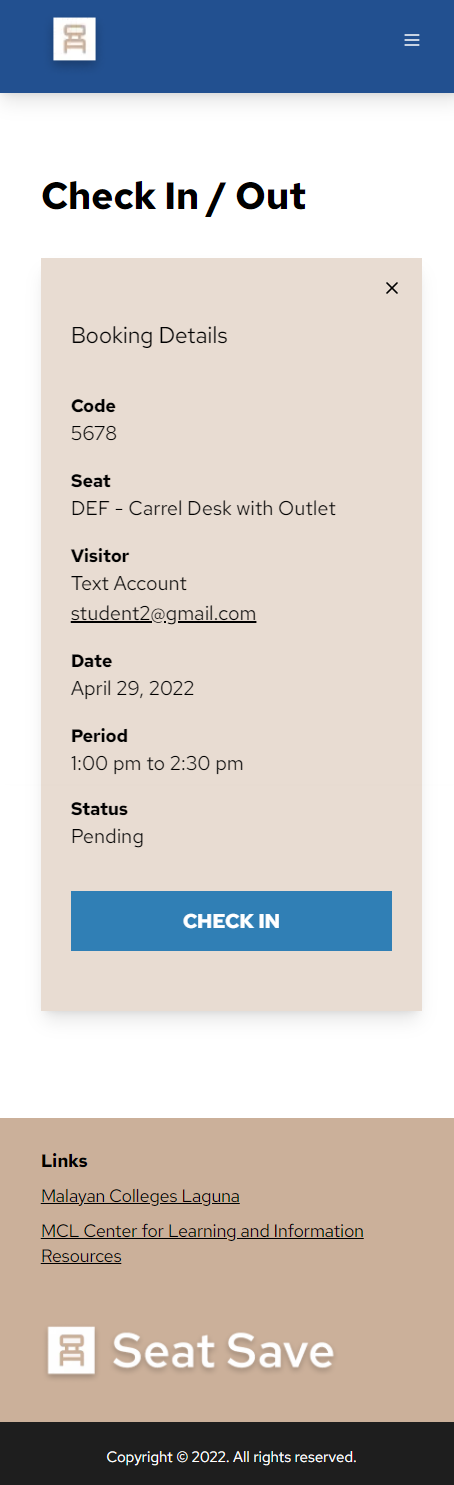 Check In / Out
Booking Details
Code
5678
Seat
DEF - Carrel Desk with Outlet
Visitor
Text Account
student2@gmail.com
Date
April 29, 2022
Period
1:00 pm to 2:30 pm
Status
Pending
CHECK IN
Links
Malayan Colleges Laguna
MCL Center for Learning and Information
Resources
Seat Save
Copyright © 2022. All rights reserved.